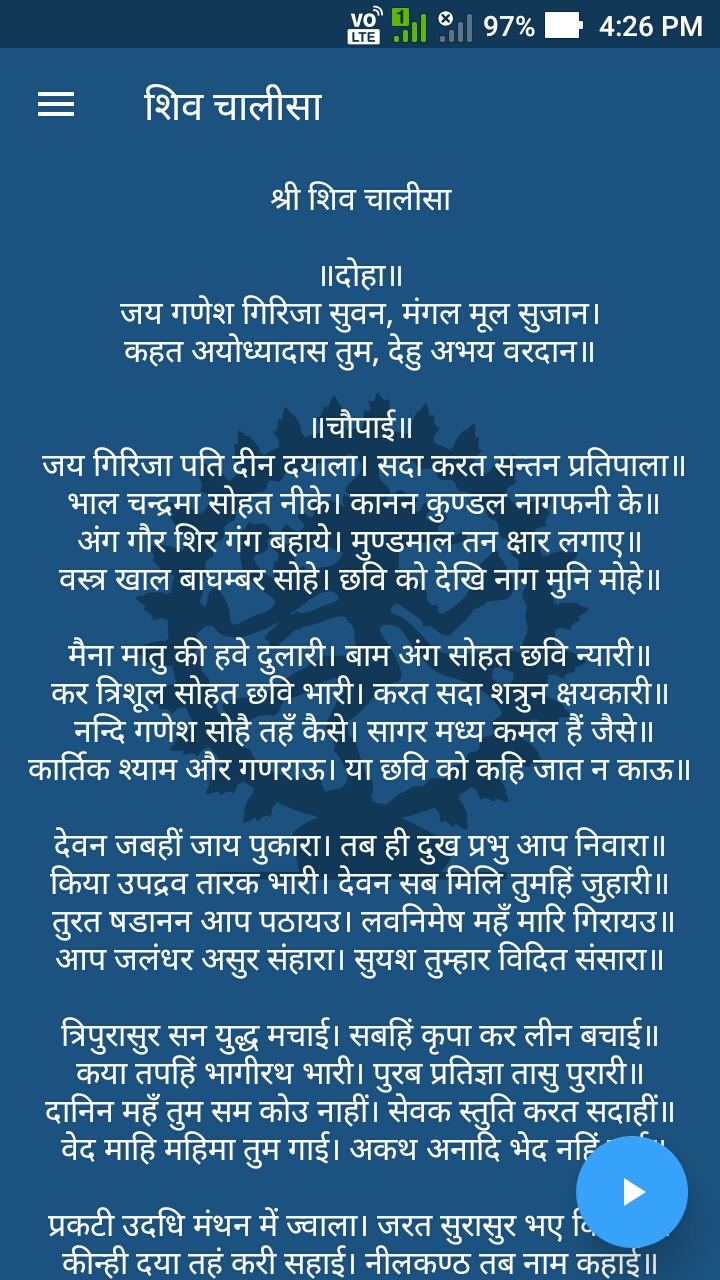 VO LTE 1 97% 4:26 PM
शिव चालीसा
श्री शिव चालीसा
॥दोहा॥
जय गणेश गिरिजा सुवन, मंगल मूल सुजान।
कहत अयोध्यादास तुम, देहु अभय वरदान॥
॥चौपाई॥
जय गिरिजा पति दीन दयाला। सदा करत सन्तन प्रतिपाला॥
भाल चन्द्रमा सोहत नीके। कानन कुण्डल नागफनी के॥
अंग गौर शिर गंग बहाये। मुण्डमाल तन क्षार लगाए॥
वस्त्र खाल बाघम्बर सोहे। छवि को देखि नाग मुनि मोहे॥
मैना मातु की हवे दुलारी। बाम अंग सोहत छवि न्यारी॥
कर त्रिशूल सोहत छवि भारी। करत सदा शत्रुन क्षयकारी॥
नन्दि गणेश सोहै तहँ कैसे। सागर मध्य कमल हैं जैसे॥
कार्तिक श्याम और गणराऊ। या छवि को कहि जात न काऊ॥
देवन जबहीं जाय पुकारा। तब ही दुख प्रभु आप निवारा॥
किया उपद्रव तारक भारी। देवन सब मिलि तुमहिं जुहारी॥
तुरत षडानन आप पठायउ। लवनिमेष महँ मारि गिरायउ॥
आप जलंधर असुर संहारा। सुयश तुम्हार विदित संसारा॥
त्रिपुरासुर सन युद्ध मचाई। सबहिं कृपा कर लीन बचाई॥
कया तपहिं भागीरथ भारी। पुरब प्रतिज्ञा तासु पुरारी॥
दानिन महँ तुम सम कोउ नाहीं। सेवक स्तुति करत सदाहीं॥
वेद माहि महिमा तुम गाई। अकथ अनादि भेद नहिं
प्रकटी उदधि मंथन में ज्वाला। जरत सुरासुर भए
कीन्ही दया तहं करी सहाई। नीलकण्ठ तब नाम कहाई॥